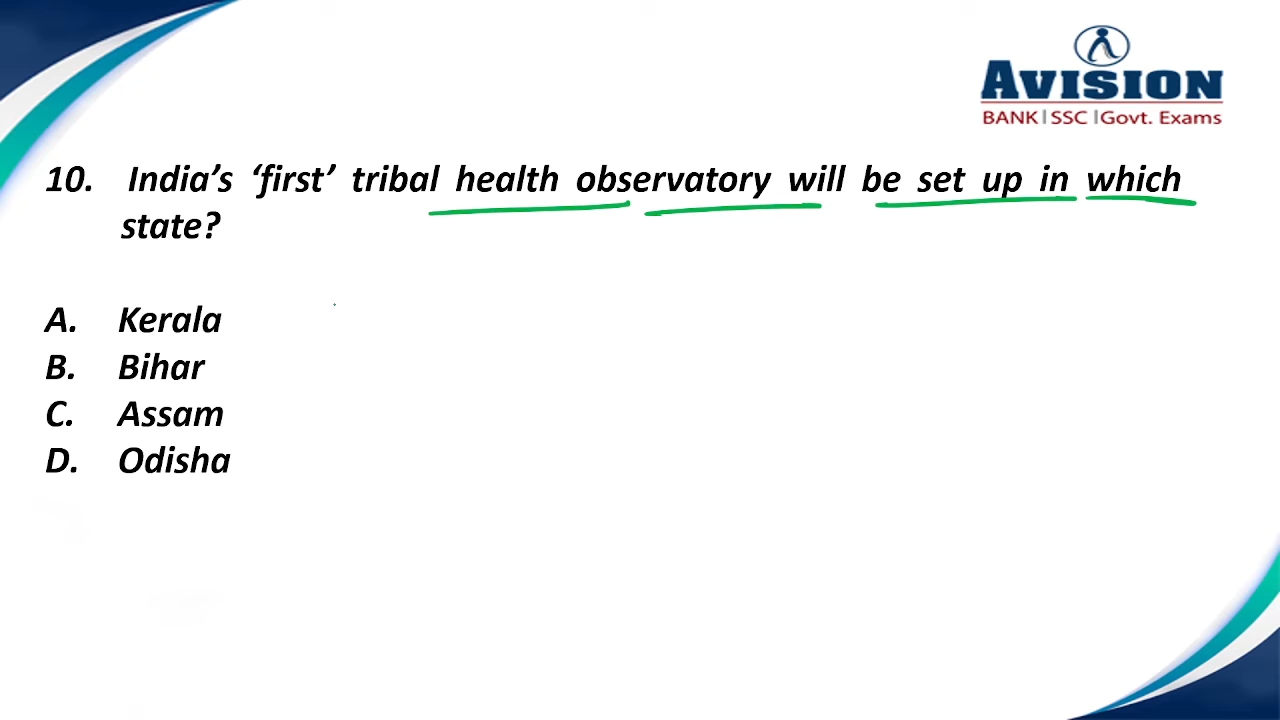 AVISION
BANK|SSC|Govt. Exams
10. India's ‘first’ tribal health observatory will be set up in which
state?
A. Kerala
B. Bihar
C. Assam
D. Odisha